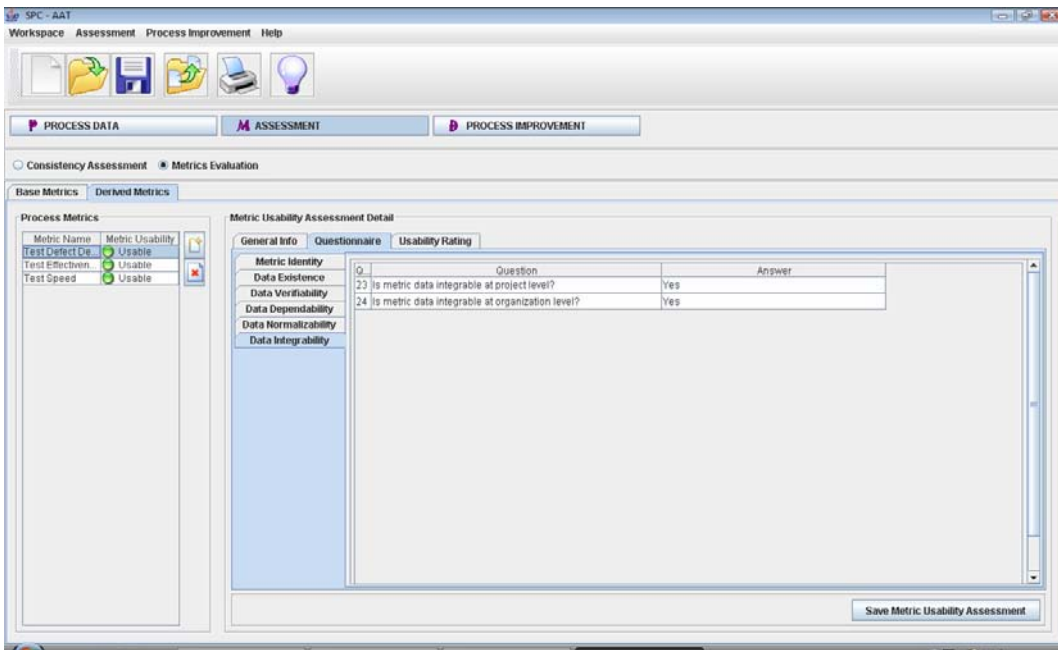 SPC - AAT
Workspace Assessment Process Improvement Help
P PROCESS DATA M ASSESSMENT PROCESS IMPROVEMENT
Consistency Assessment Metrics Evaluation
Base Metrics Derived Metrics
Process Metrics
Metric Name Metric Usability
Test Defect De... Usable
Test Effectiven... Usable
Test Speed Usable
Metric Usability Assessment Detail
General Info Questionnaire Usability Rating
Metric Identity
Data Existence
Data Verifiability
Data Dependability
Data Normalizability
Data Integrability
Q... Question Answer
23 Is metric data integrable at project level? Yes
24 Is metric data integrable at organization level? Yes
Save Metric Usability Assessment